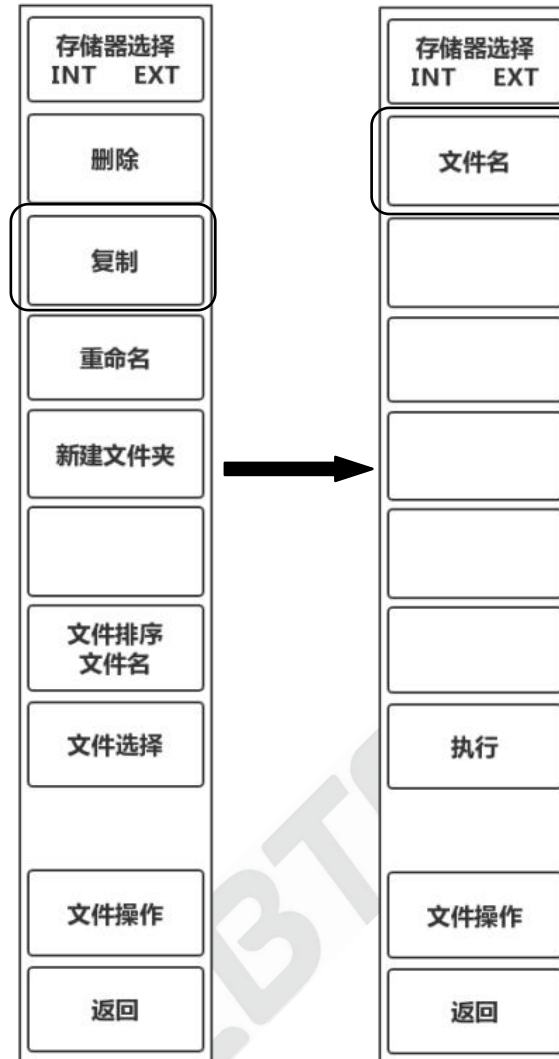 存储器选择
INT EXT
删除
复制
重命名
新建文件夹
文件排序
文件名
文件选择
文件操作
返回
存储器选择
INT EXT
文件名
执行
文件操作
返回